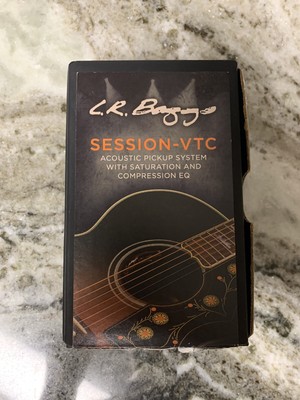 L.R. Baggs
SESSION-VTC
ACOUSTIC PICKUP SYSTEM
WITH SATURATION AND
COMPRESSION EQ